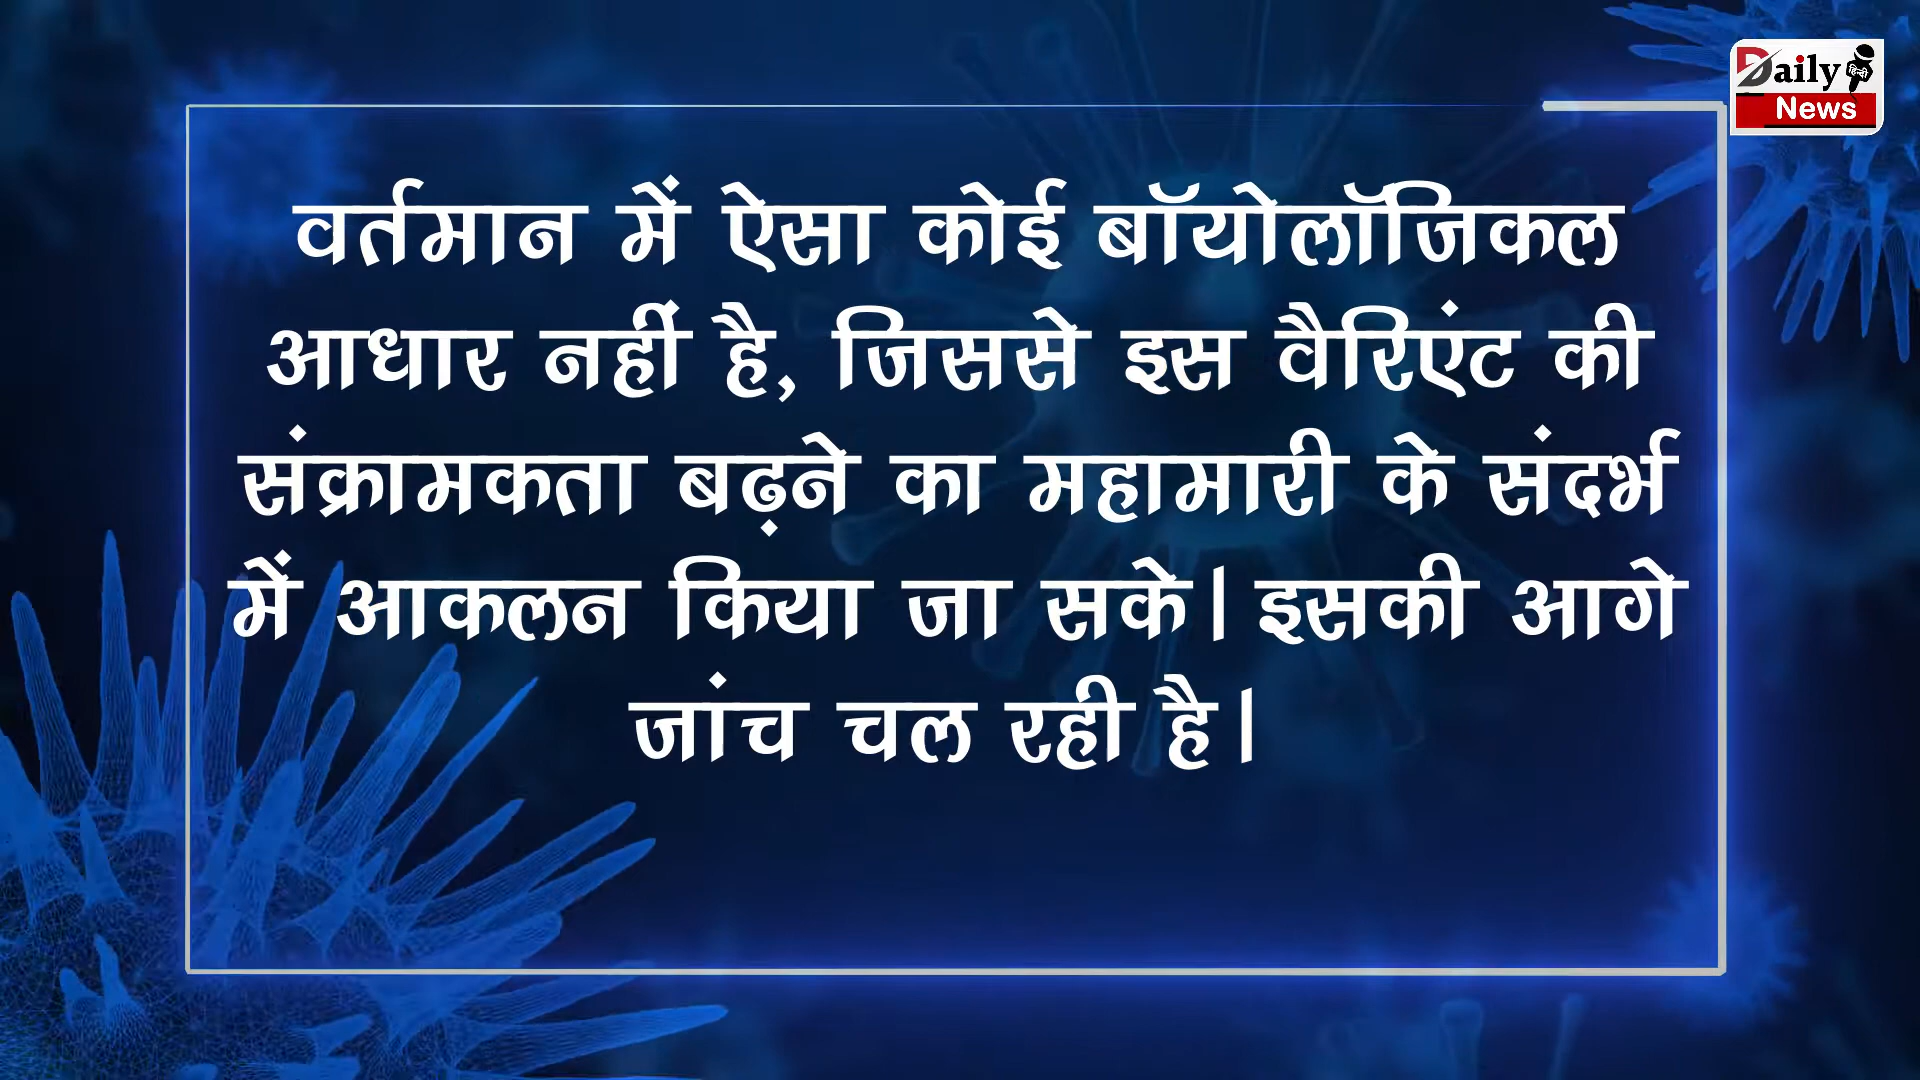 Daily हिन्दी
News
वर्तमान में ऐसा कोई बॉयोलॉजिकल
आधार नहीं है, जिससे इस वैरिएंट की
संक्रामकता बढ़ने का महामारी के संदर्भ
में आकलन किया जा सके। इसकी आगे
जांच चल रही है।